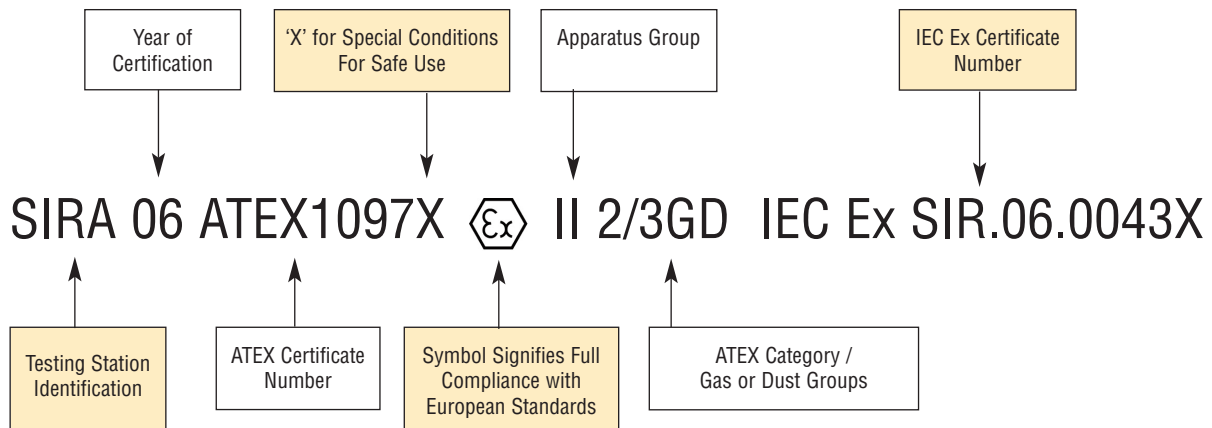 Year of
Certification
‘X’ for Special Conditions
For Safe Use
Apparatus Group
IEC Ex Certificate
Number
SIRA 06 ATEX1097X Ex II 2/3GD IEC Ex SIR.06.0043X
Testing Station
Identification
ATEX Certificate
Number
Symbol Signifies Full
Compliance with
European Standards
ATEX Category /
Gas or Dust Groups